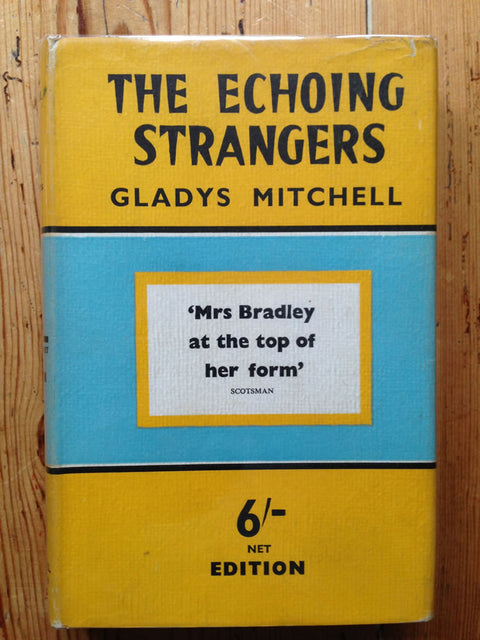 THE ECHOING
STRANGERS
GLADYS MITCHELL
‘Mrs Bradley
at the top of
her form’
SCOTSMAN
6/-
NET
EDITION